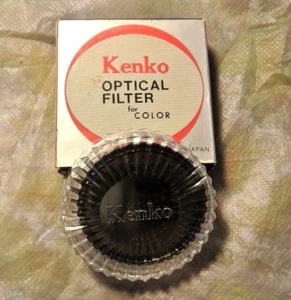 Kenko
OPTICAL
FILTER
for
COLOR
JAPAN
Kenko